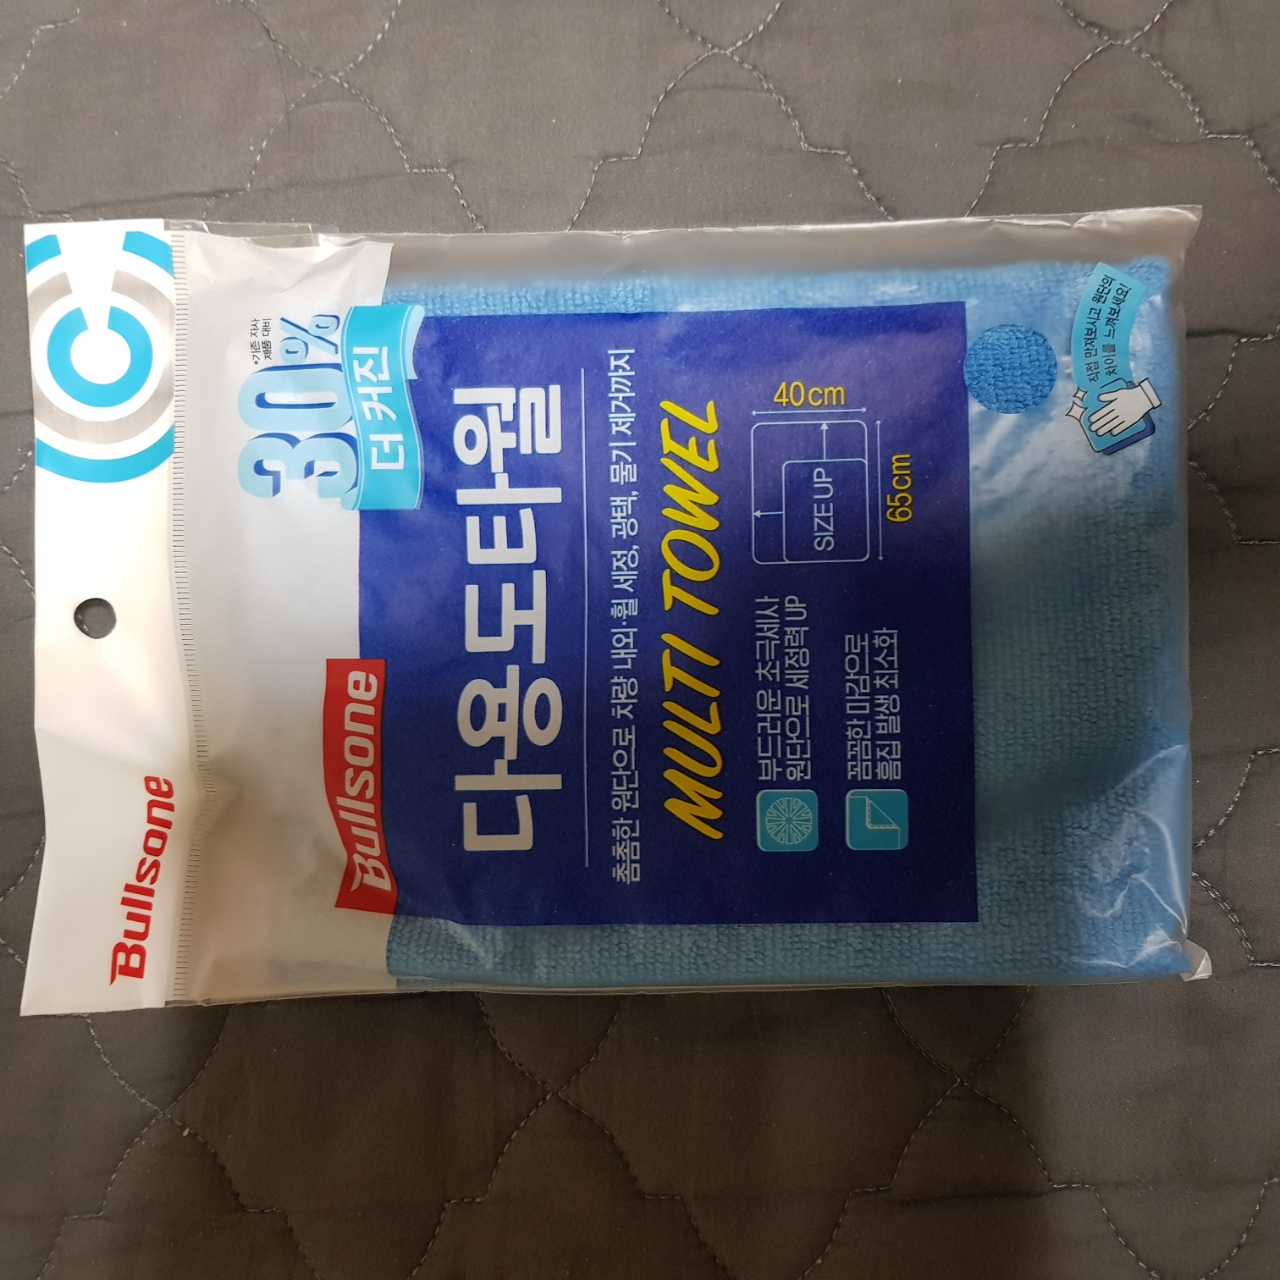 Bullsone
*기존 자사
제품 대비
30%
더 커진
Bullsone
다용도타월
촘촘한 원단으로 차량 내외·휠 세정, 광택, 물기 제거까지
MULTI TOWEL
부드러운 초극세사
원단으로 세정력 UP
꼼꼼한 마감으로
흠집 발생 최소화
40cm
SIZE UP
65cm
직접 만져보시고 원단의
차이를 느껴보세요!